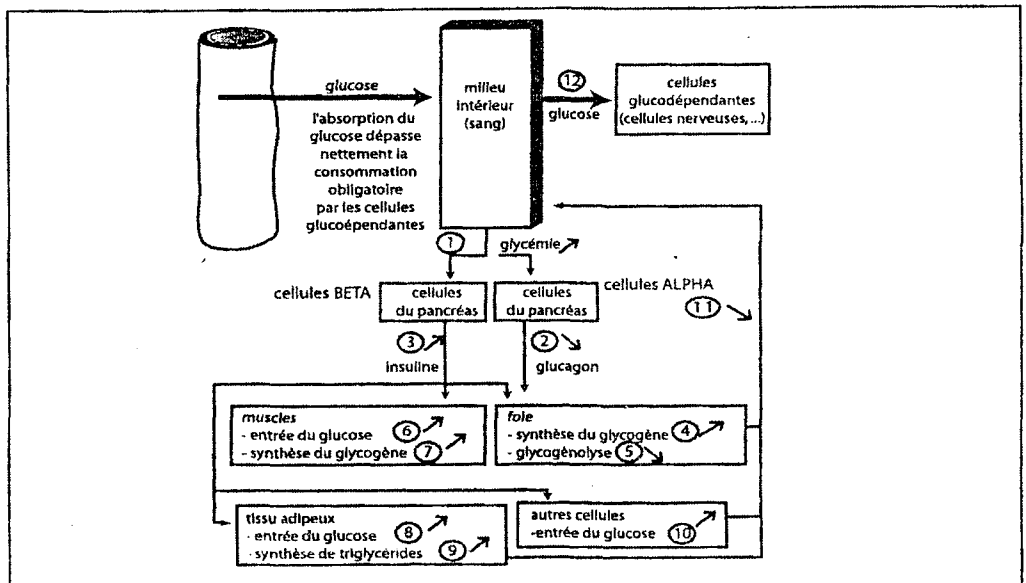 glucose
l'absorption du
glucose dépasse
nettement la
consommation
obligatoire
par les cellules
glucoépendantes
milieu
intérieur
(sang)
12
glucose
cellules
glucodépendantes
(cellules nerveuses,...)
1
glycémie
cellules BETA
cellules
du pancréas
cellules
du pancréas
cellules ALPHA
11
3
insuline
2
glucagon
muscles
- entrée du glucose 6
- synthèse du glycogène 7
foie
- synthèse du glycogène 4
- glycogènolyse 5
tissu adipeux
- entrée du glucose 8
- synthèse de triglycérides 9
autres cellules
-entrée du glucose 10